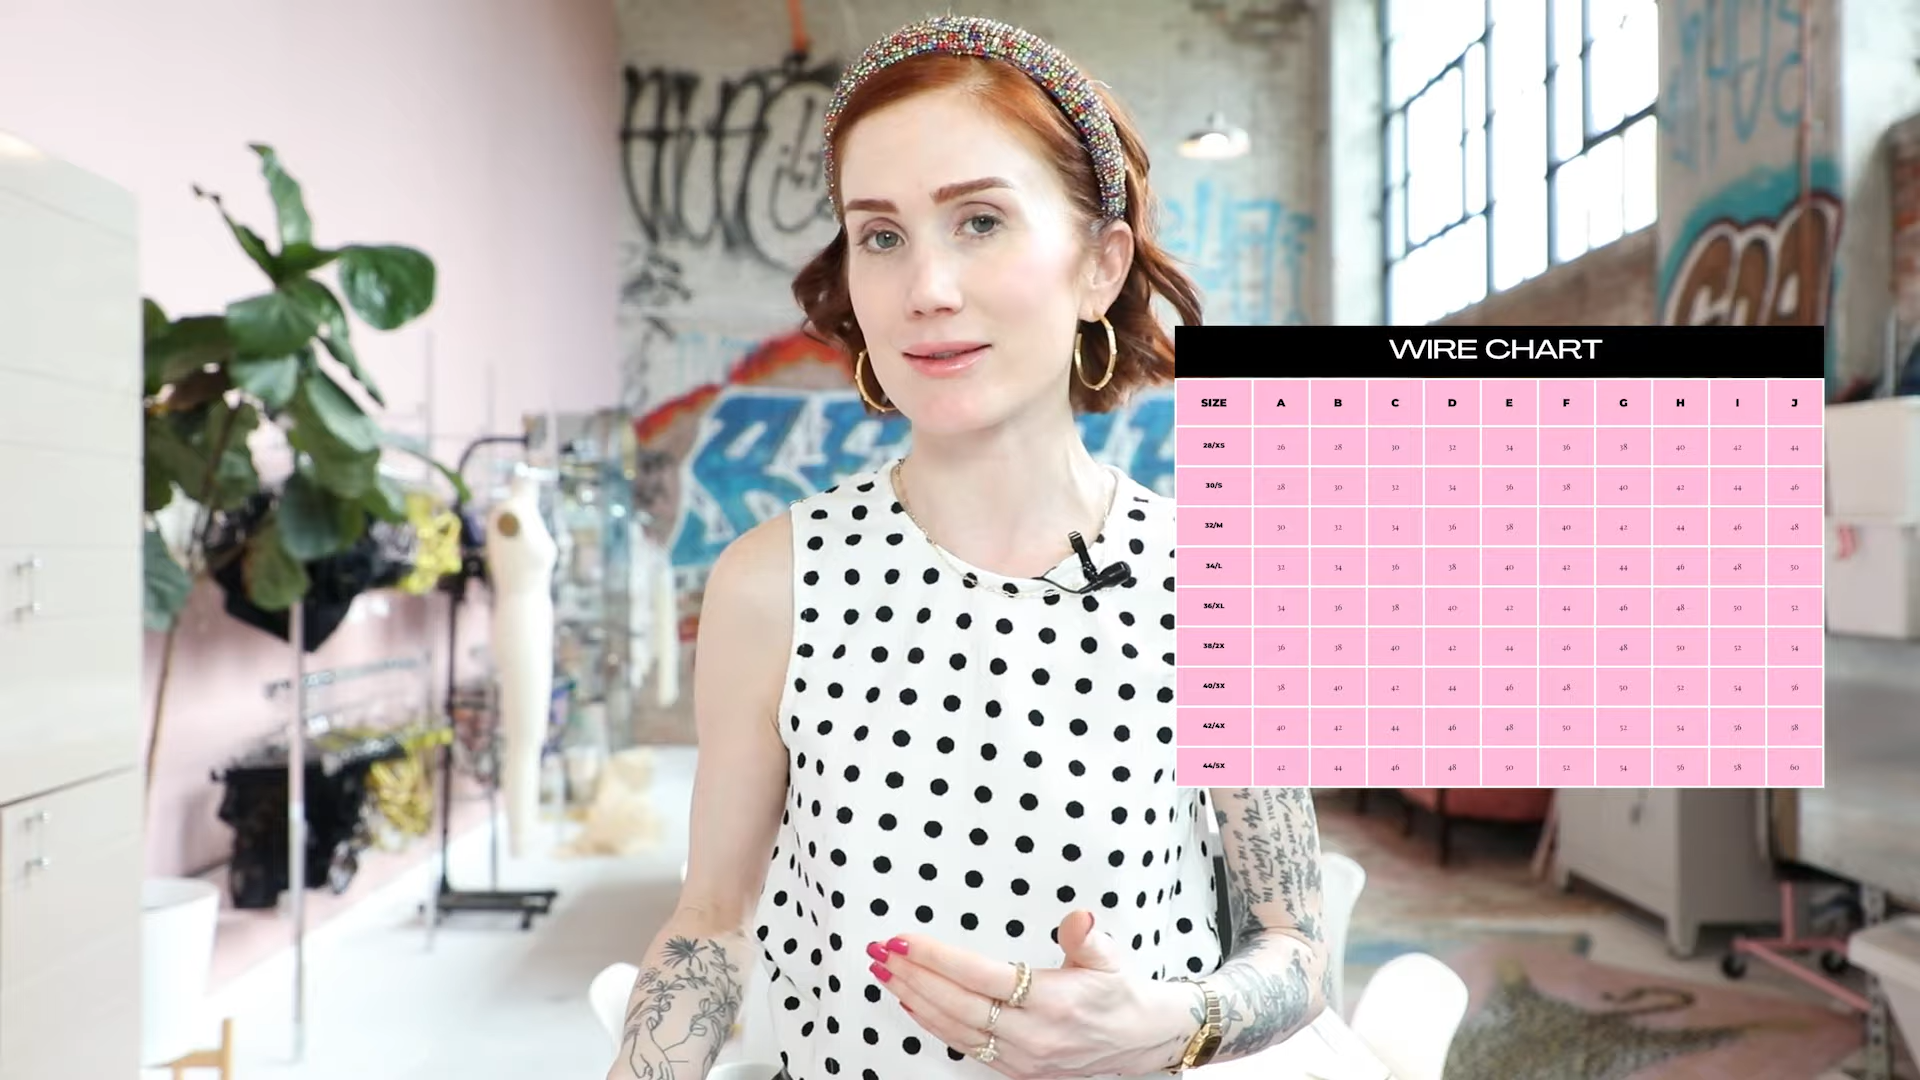 WIRE CHART
SIZE A B C D E F G H I J
28/XS 26 28 30 32 34 36 38 40 42 44
30/S 28 30 32 34 36 38 40 42 44 46
32/M 30 32 34 36 38 40 42 44 46 48
34/L 32 34 36 38 40 42 44 46 48 50
36/XL 34 36 38 40 42 44 46 48 50 52
38/2X 36 38 40 42 44 46 48 50 52 54
40/3X 38 40 42 44 46 48 50 52 54 56
42/4X 40 42 44 46 48 50 52 54 56 58
44/5X 42 44 46 48 50 52 54 56 58 60